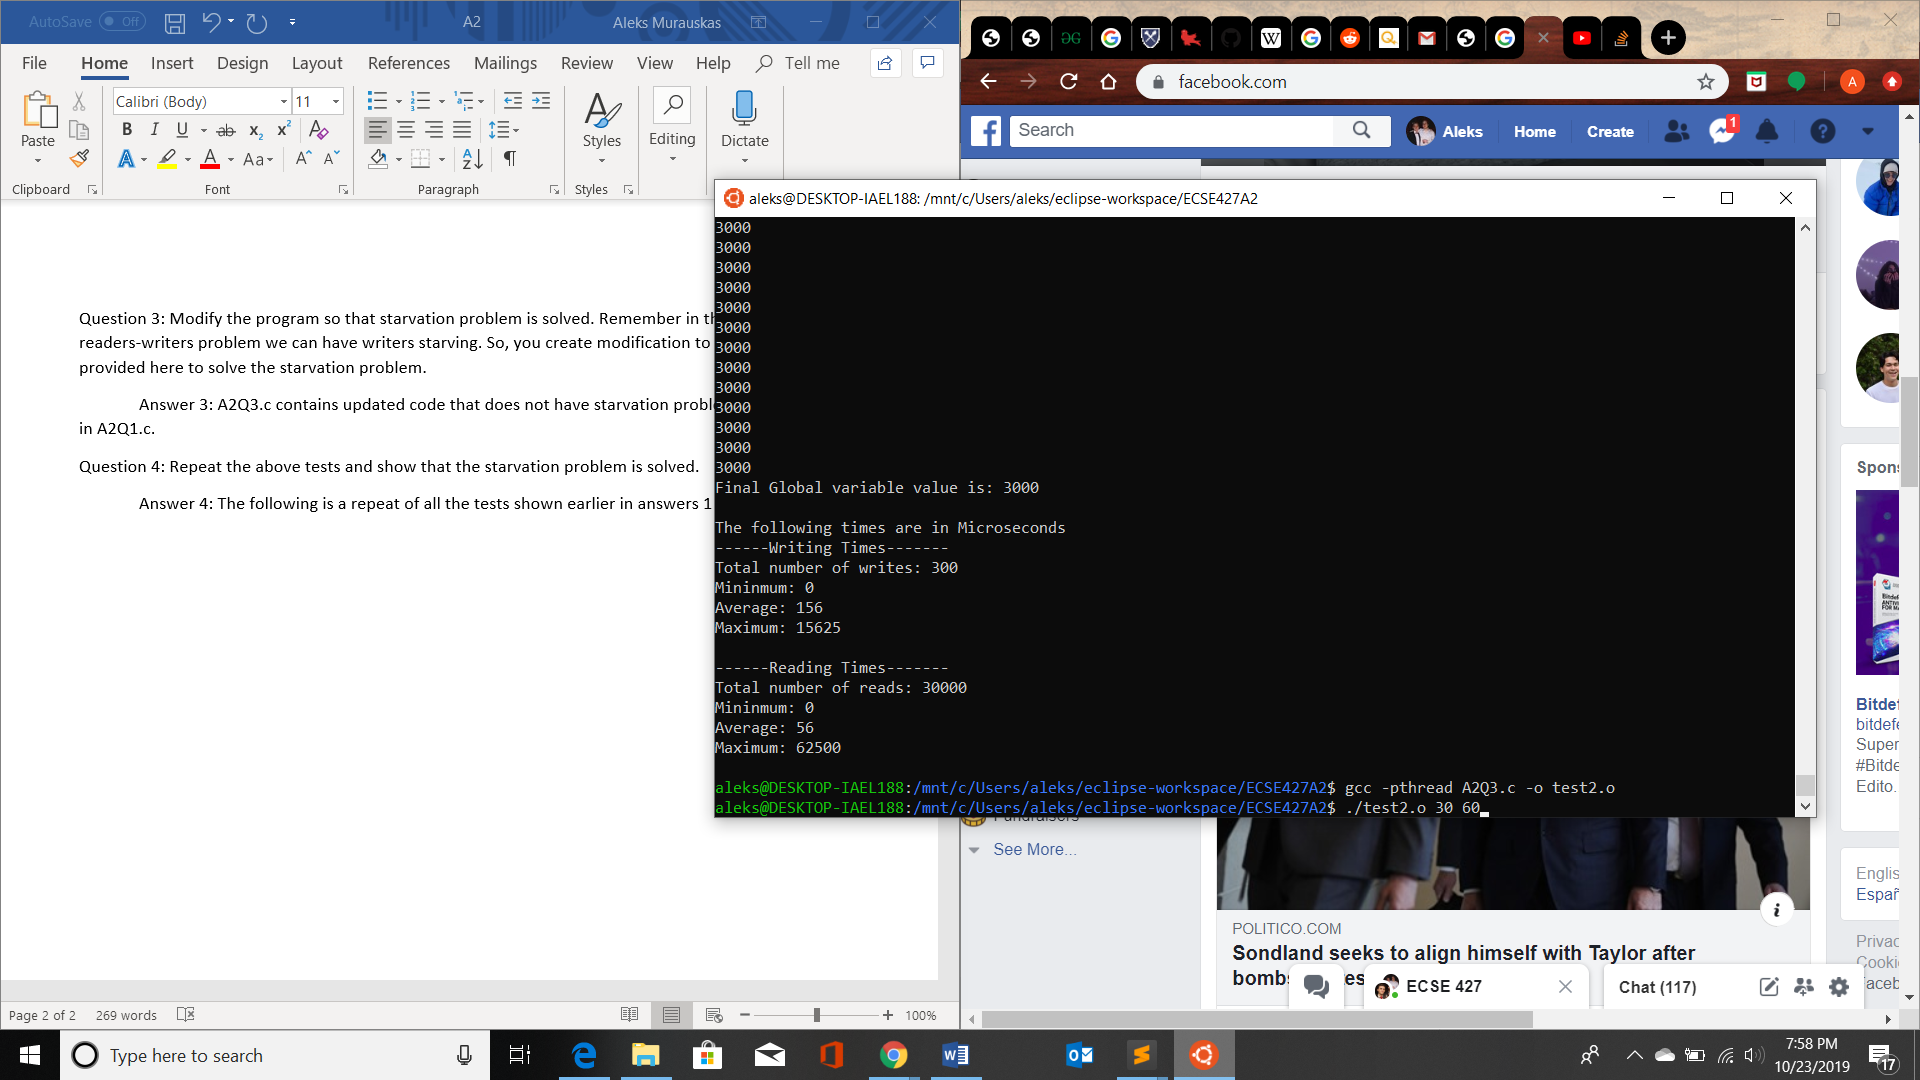 AutoSave Off
A2
Aleks Murauskas
File Home Insert Design Layout References Mailings Review View Help Tell me
Calibri (Body) 11
Paste
Styles
Editing
Dictate
Clipboard Font Paragraph Styles
Question 3: Modify the program so that starvation problem is solved. Remember in
readers-writers problem we can have writers starving. So, you create modification to
provided here to solve the starvation problem.
Answer 3: A2Q3.c contains updated code that does not have starvation
in A2Q1.c.
Question 4: Repeat the above tests and show that the starvation problem is solved.
Answer 4: The following is a repeat of all the tests shown earlier in answers 1
Page 2 of 2 269 words 100%
facebook.com
A
Search
Aleks Home Create
1
aleks@DESKTOP-IAEL188: /mnt/c/Users/aleks/eclipse-workspace/ECSE427A2
3000
3000
3000
3000
3000
3000
3000
3000
3000
3000
3000
3000
3000
Final Global variable value is: 3000
The following times are in Microseconds
------Writing Times-------
Total number of writes: 300
Mininmum: 0
Average: 156
Maximum: 15625
------Reading Times-------
Total number of reads: 30000
Mininmum: 0
Average: 56
Maximum: 62500
aleks@DESKTOP-IAEL188:/mnt/c/Users/aleks/eclipse-workspace/ECSE427A2$ gcc -pthread A2Q3.c -o test2.o
aleks@DESKTOP-IAEL188:/mnt/c/Users/aleks/eclipse-workspace/ECSE427A2$ ./test2.o 30 60
See More...
POLITICO.COM
Sondland seeks to align himself with Taylor after
ECSE 427
Chat (117)
Super
#Bitde
Edito.
Type here to search
7:58 PM
10/23/2019
17